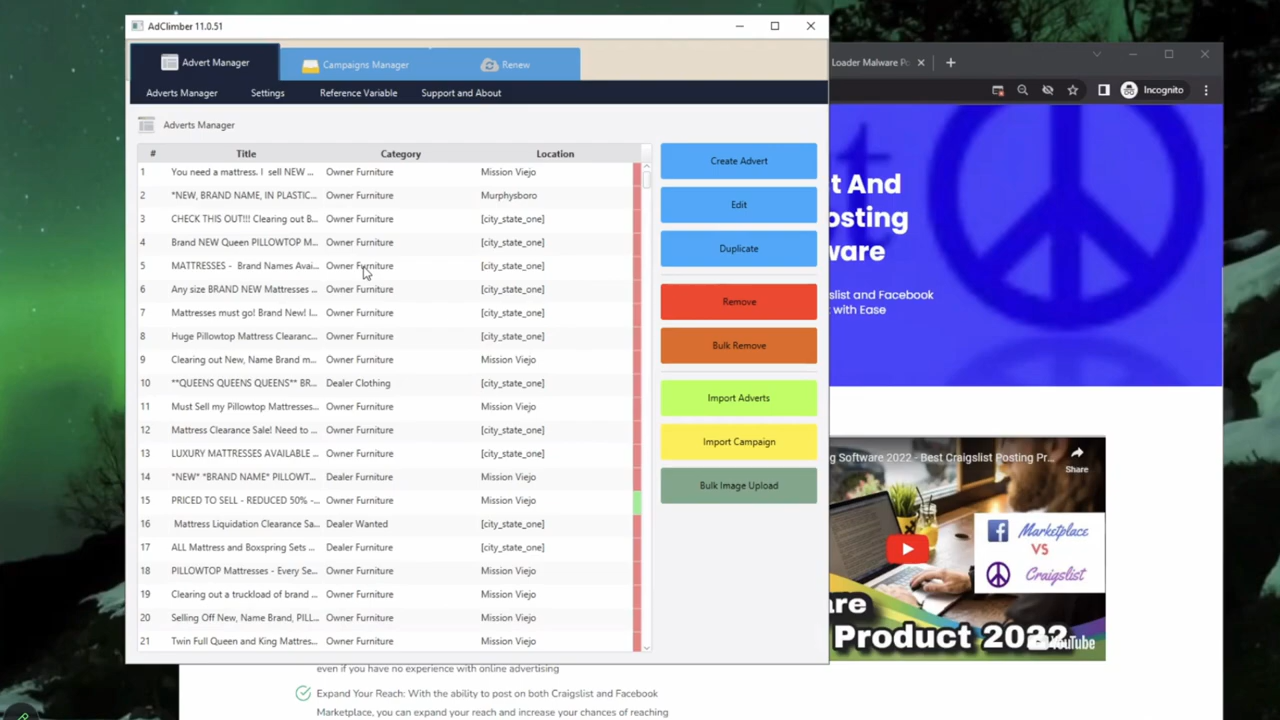 AdClimber 11.0.51
Advert Manager
Campaigns Manager
Renew
Adverts Manager
Settings
Reference Variable
Support and About
Adverts Manager
# Title Category Location
1 You need a mattress. I sell NEW ... Owner Furniture Mission Viejo
2 *NEW, BRAND NAME, IN PLASTIC... Owner Furniture Murphysboro
3 CHECK THIS OUT!!! Clearing out B... Owner Furniture [city_state_one]
4 Brand NEW Queen PILLOWTOP M... Owner Furniture [city_state_one]
5 MATTRESSES - Brand Names Avai... Owner Furniture [city_state_one]
6 Any size BRAND NEW Mattresses ... Owner Furniture [city_state_one]
7 Mattresses must go! Brand New! I... Owner Furniture [city_state_one]
8 Huge Pillowtop Mattress Clearanc... Owner Furniture [city_state_one]
9 Clearing out New, Name Brand m... Owner Furniture Mission Viejo
10 **QUEENS QUEENS QUEENS** BR... Dealer Clothing [city_state_one]
11 Must Sell my Pillowtop Mattresses... Owner Furniture Mission Viejo
12 Mattress Clearance Sale! Need to ... Owner Furniture [city_state_one]
13 LUXURY MATTRESSES AVAILABLE ... Owner Furniture [city_state_one]
14 *NEW* *BRAND NAME* PILLOWT... Dealer Furniture Mission Viejo
15 PRICED TO SELL - REDUCED 50% -... Owner Furniture Mission Viejo
16 Mattress Liquidation Clearance Sa... Dealer Wanted [city_state_one]
17 ALL Mattress and Boxspring Sets ... Dealer Furniture [city_state_one]
18 PILLOWTOP Mattresses - Every Se... Owner Furniture Mission Viejo
19 Clearing out a truckload of brand ... Owner Furniture Mission Viejo
20 Selling Off New, Name Brand, PILL... Owner Furniture Mission Viejo
21 Twin Full Queen and King Mattres... Owner Furniture Mission Viejo
Create Advert
Edit
Duplicate
Remove
Bulk Remove
Import Adverts
Import Campaign
Bulk Image Upload
Loader Malware Po
Incognito
t And
osting
ware
slist and Facebook
with Ease
g Software 2022 - Best Craigslist Posting Pr...
Share
Marketplace
VS
Craigslist
are
Product 2022
YouTube
even if you have no experience with online advertising
Expand Your Reach: With the ability to post on both Craigslist and Facebook
Marketplace, you can expand your reach and increase your chances of reaching